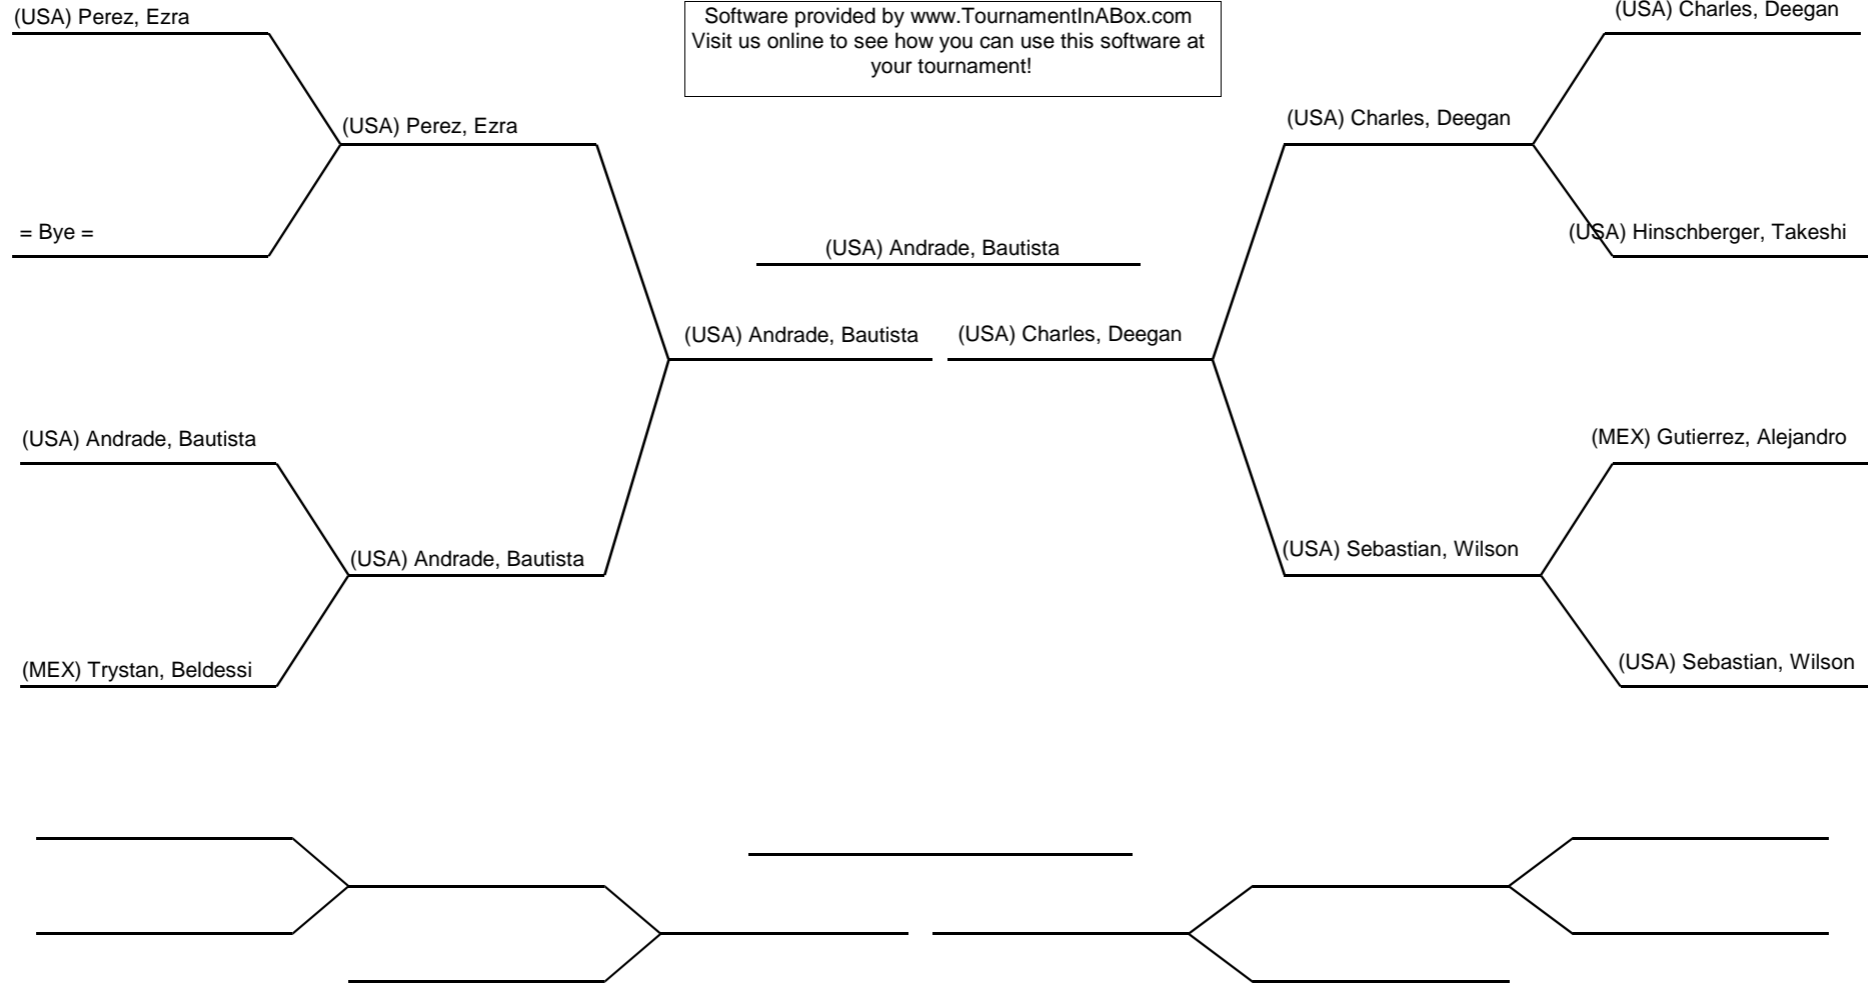 (USA) Perez, Ezra
Software provided by www.TournamentInABox.com
Visit us online to see how you can use this software at
your tournament!
(USA) Charles, Deegan
(USA) Perez, Ezra
(USA) Charles, Deegan
= Bye =
(USA) Andrade, Bautista
(USA) Hinschberger, Takeshi
(USA) Andrade, Bautista
(USA) Charles, Deegan
(USA) Andrade, Bautista
(MEX) Gutierrez, Alejandro
(USA) Andrade, Bautista
(USA) Sebastian, Wilson
(MEX) Trystan, Beldessi
(USA) Sebastian, Wilson